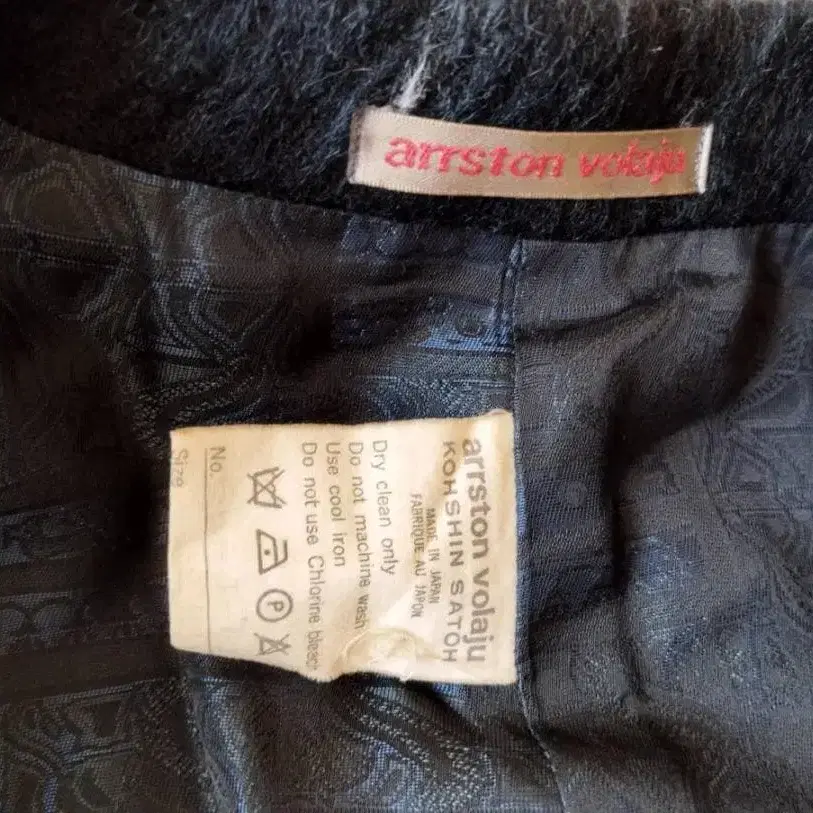 arrston volaju
arrston volaju
KOHSHIN SATOH
MADE IN JAPAN
FABRIQUE AU JAPON
Dry clean only
Do not machine wash
Use cool iron
Do not use Chlorine bleach
P
No.
Size